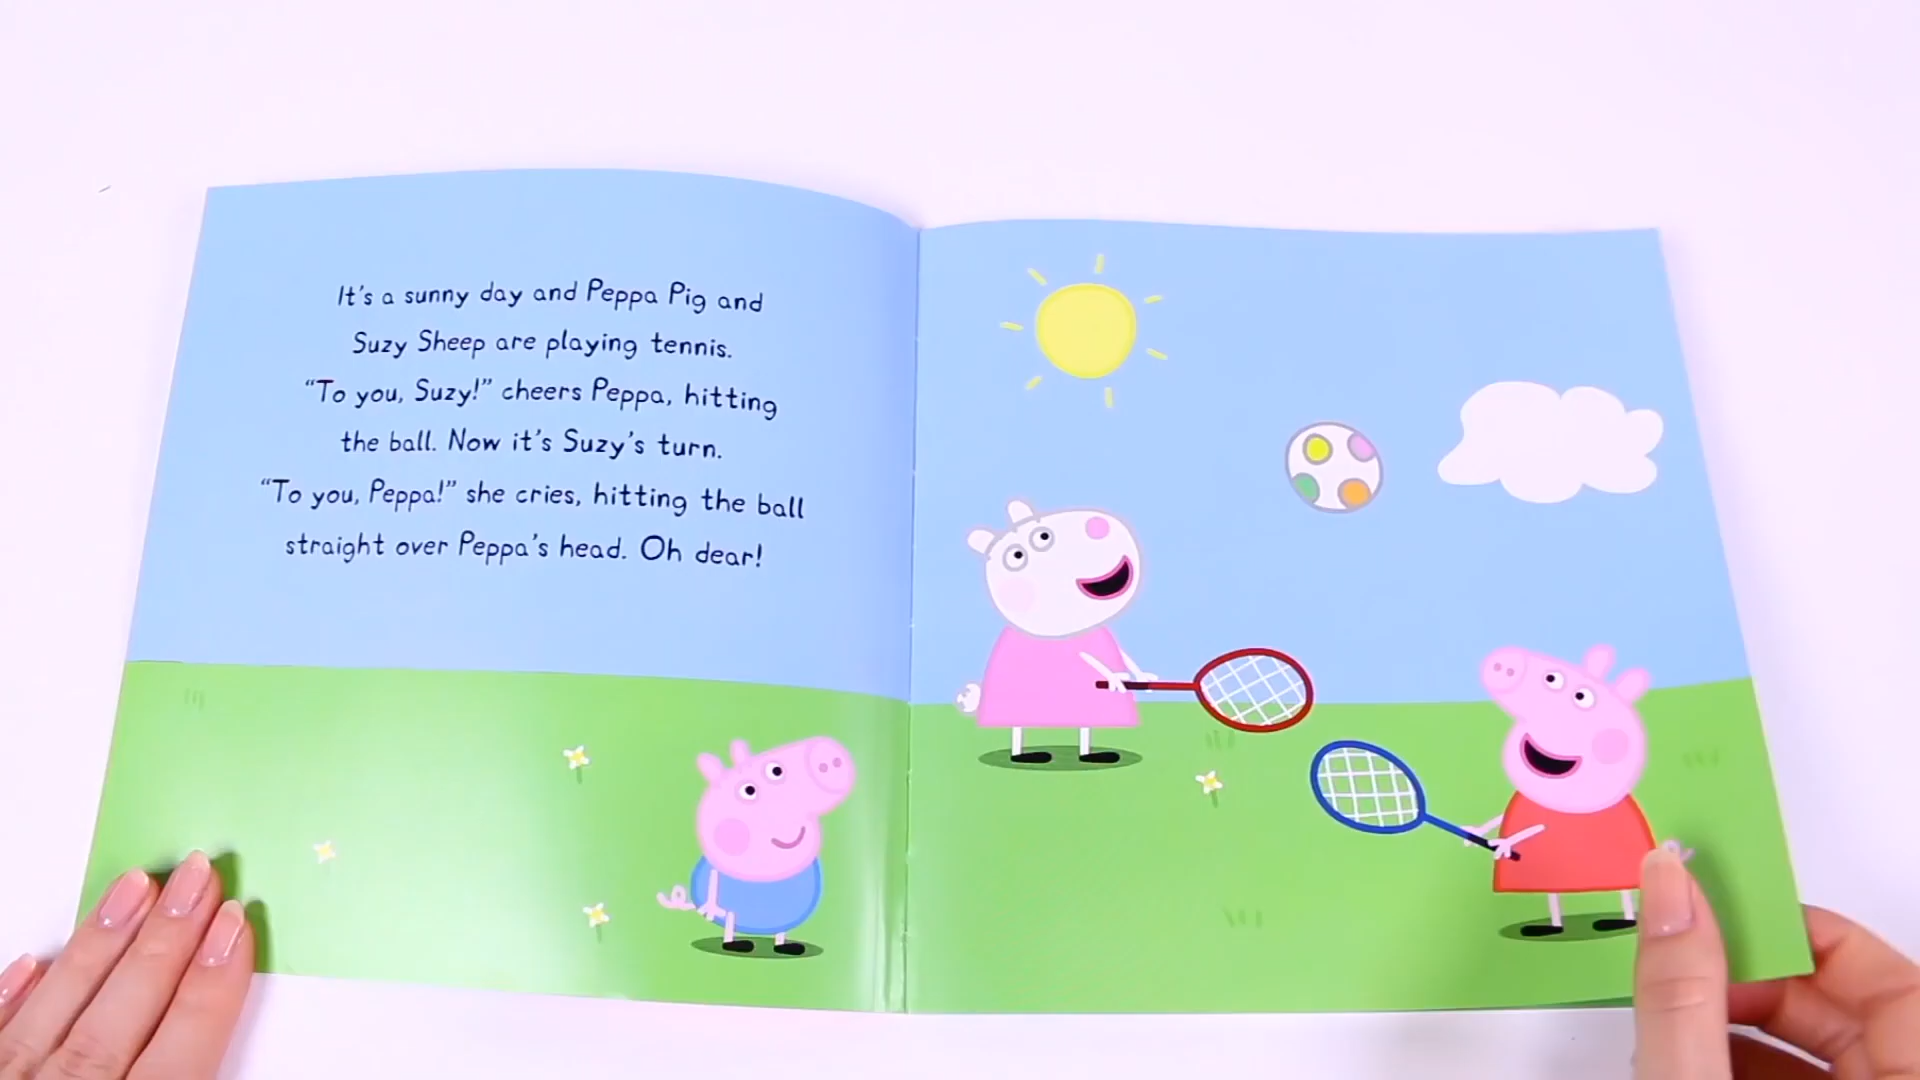 It's a sunny day and Peppa Pig and
Suzy Sheep are playing tennis.
“To you, Suzy!” cheers Peppa, hitting
the ball. Now it's Suzy's turn.
“To you, Peppa!” she cries, hitting the ball
straight over Peppa's head. Oh dear!